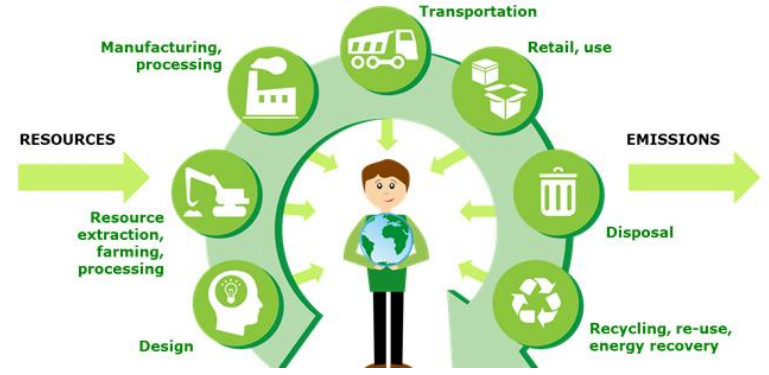 Transportation
Manufacturing,
processing
Retail, use
RESOURCES
EMISSIONS
Resource
extraction,
farming,
processing
Disposal
Design
Recycling, re-use,
energy recovery